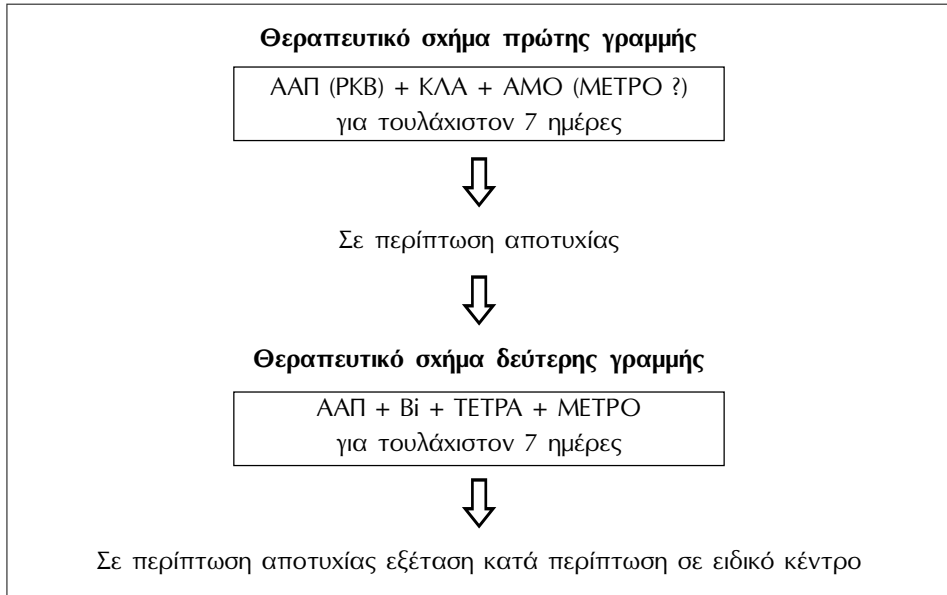 Θεραπευτικό σχήμα πρώτης γραμμής
ΑΑΠ (ΡΚΒ) + ΚΛΑ + ΑΜΟ (ΜΕΤΡΟ ?)
για τουλάχιστον 7 ημέρες
Σε περίπτωση αποτυχίας
Θεραπευτικό σχήμα δεύτερης γραμμής
ΑΑΠ + Bi + ΤΕΤΡΑ + ΜΕΤΡΟ
για τουλάχιστον 7 ημέρες
Σε περίπτωση αποτυχίας εξέταση κατά περίπτωση σε ειδικό κέντρο